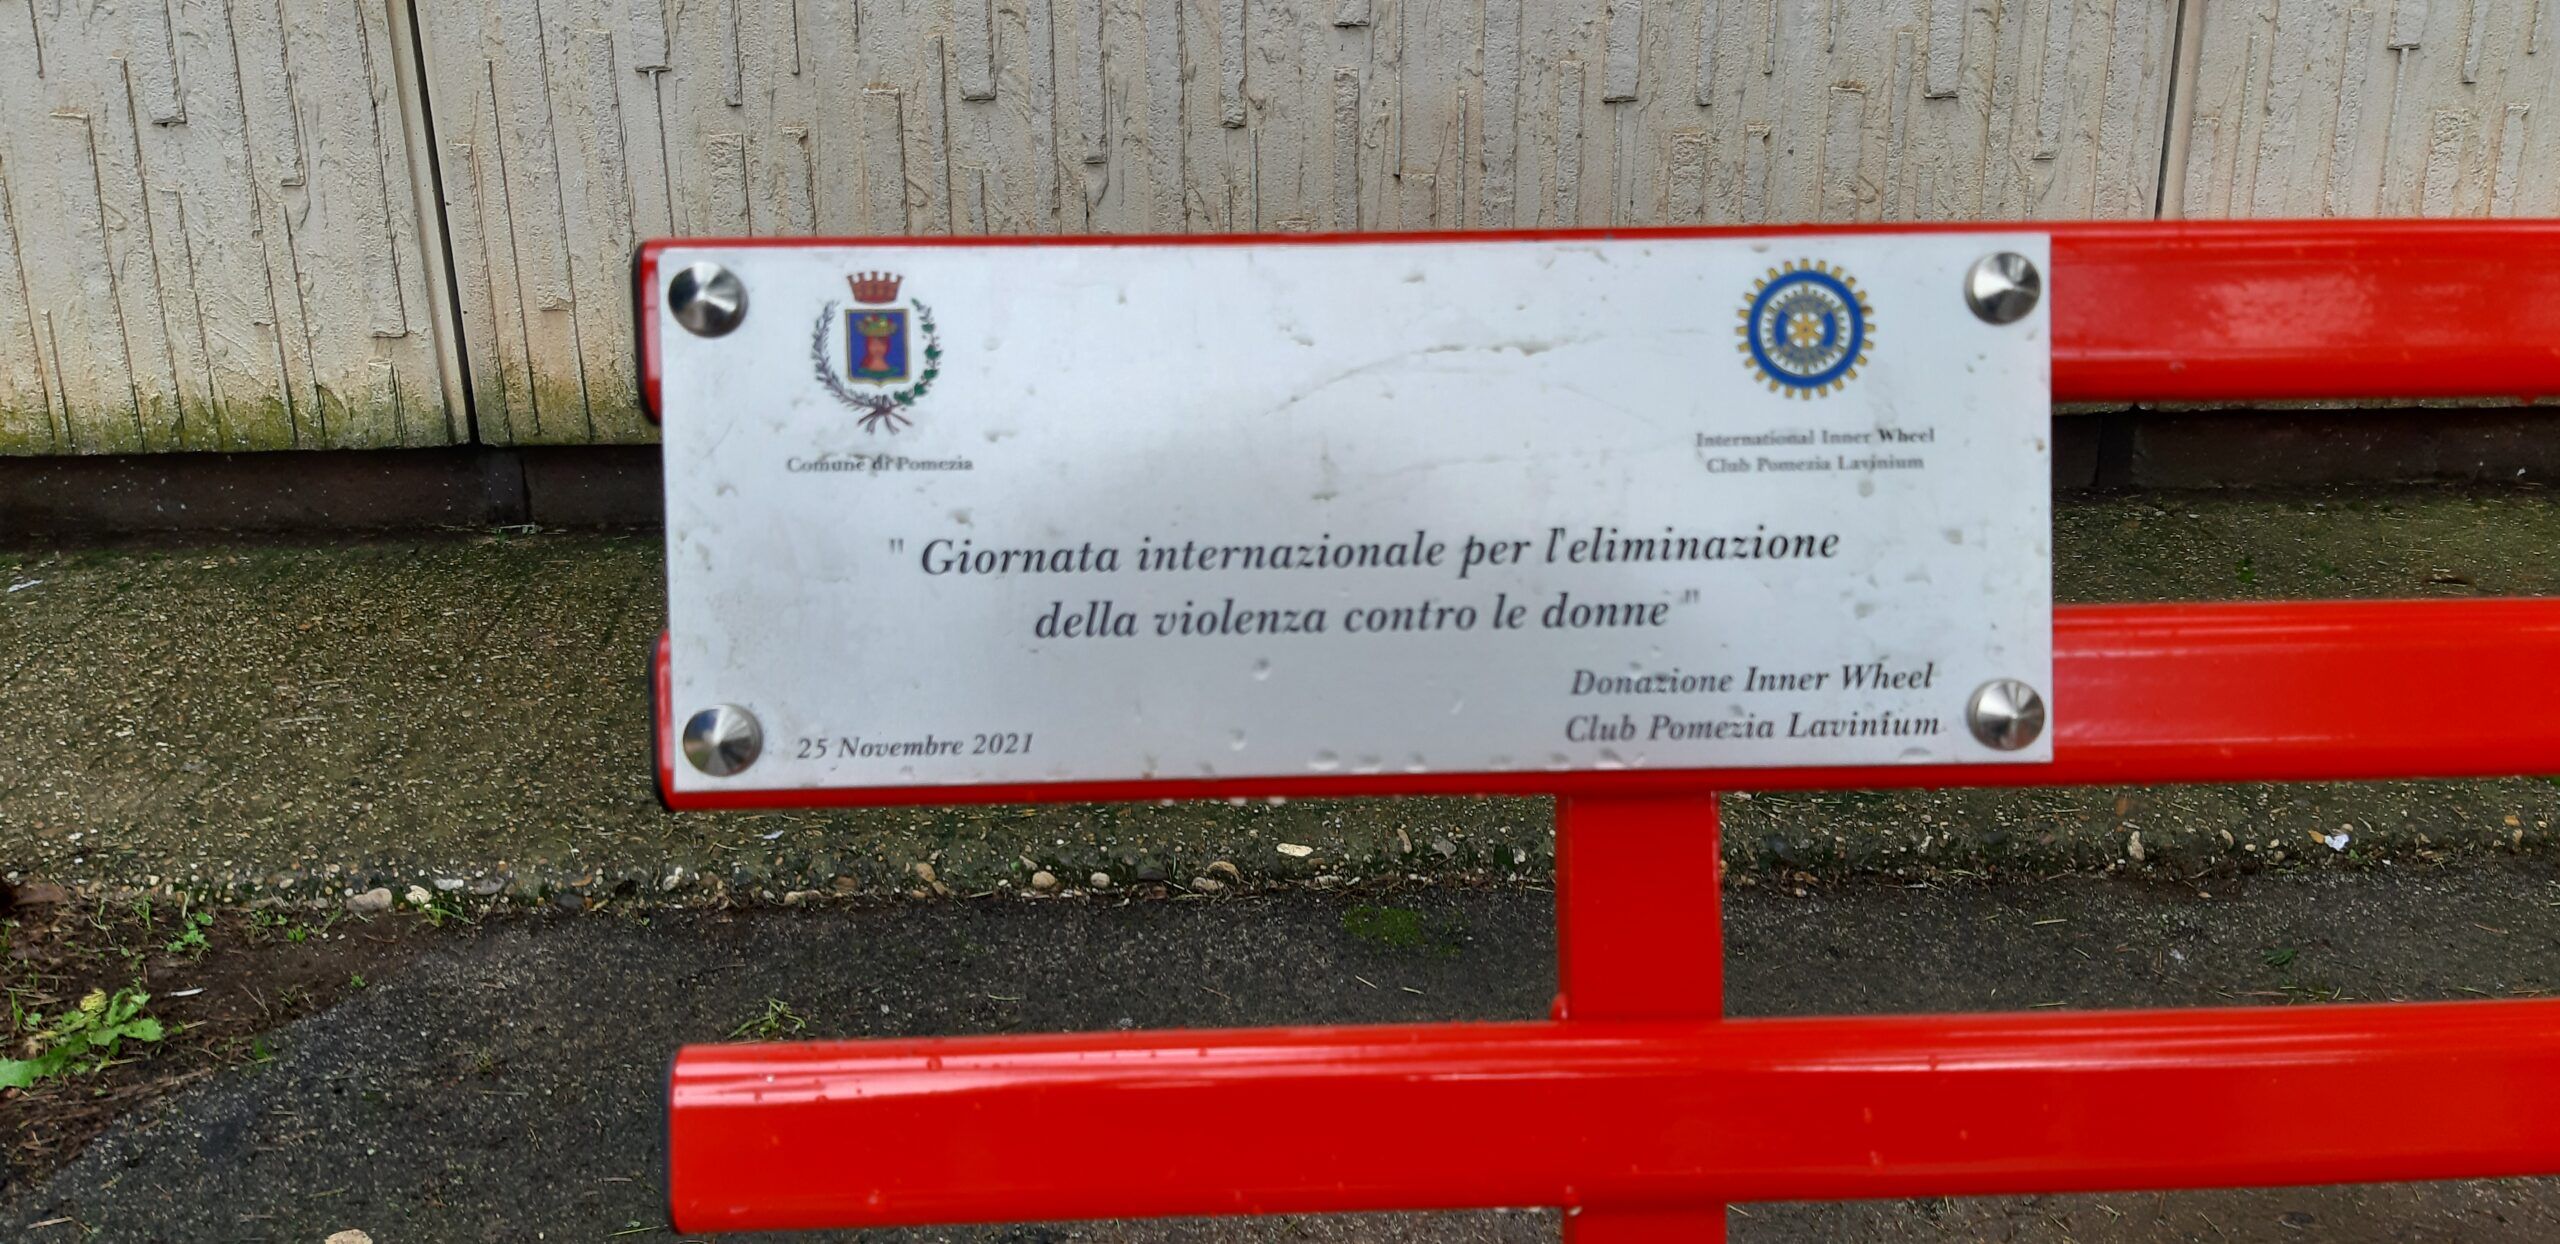 Comune di Pomezia
International Inner Wheel
Club Pomezia Lavinium
" Giornata internazionale per l'eliminazione
della violenza contro le donne "
Donazione Inner Wheel
Club Pomezia Lavinium
25 Novembre 2021